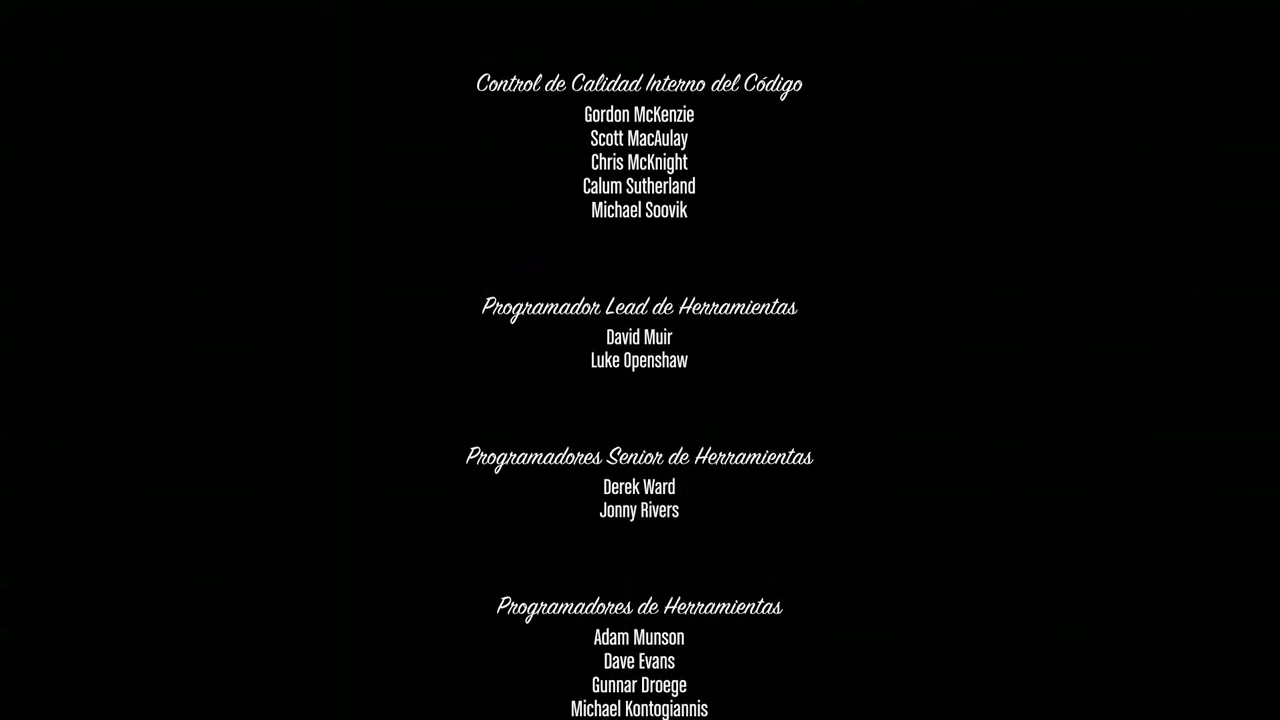 Control de Calidad Interno del Código
Gordon McKenzie
Scott MacAulay
Chris McKnight
Calum Sutherland
Michael Soovik
Programador Lead de Herramientas
David Muir
Luke Openshaw
Programadores Senior de Herramientas
Derek Ward
Jonny Rivers
Programadores de Herramientas
Adam Munson
Dave Evans
Gunnar Droege
Michael Kontogiannis